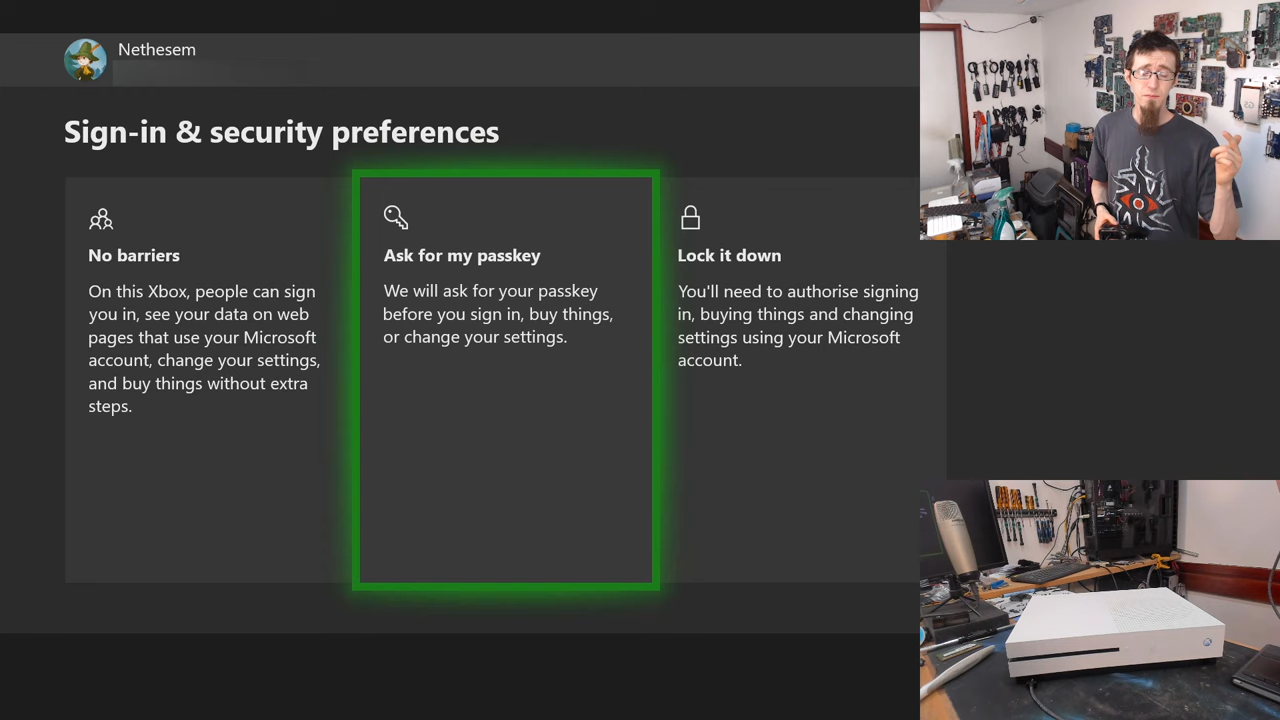 Nethesem
Sign-in & security preferences
No barriers
On this Xbox, people can sign
you in, see your data on web
pages that use your Microsoft
account, change your settings,
and buy things without extra
steps.
Ask for my passkey
We will ask for your passkey
before you sign in, buy things,
or change your settings.
Lock it down
You'll need to authorise signing
in, buying things and changing
settings using your Microsoft
account.